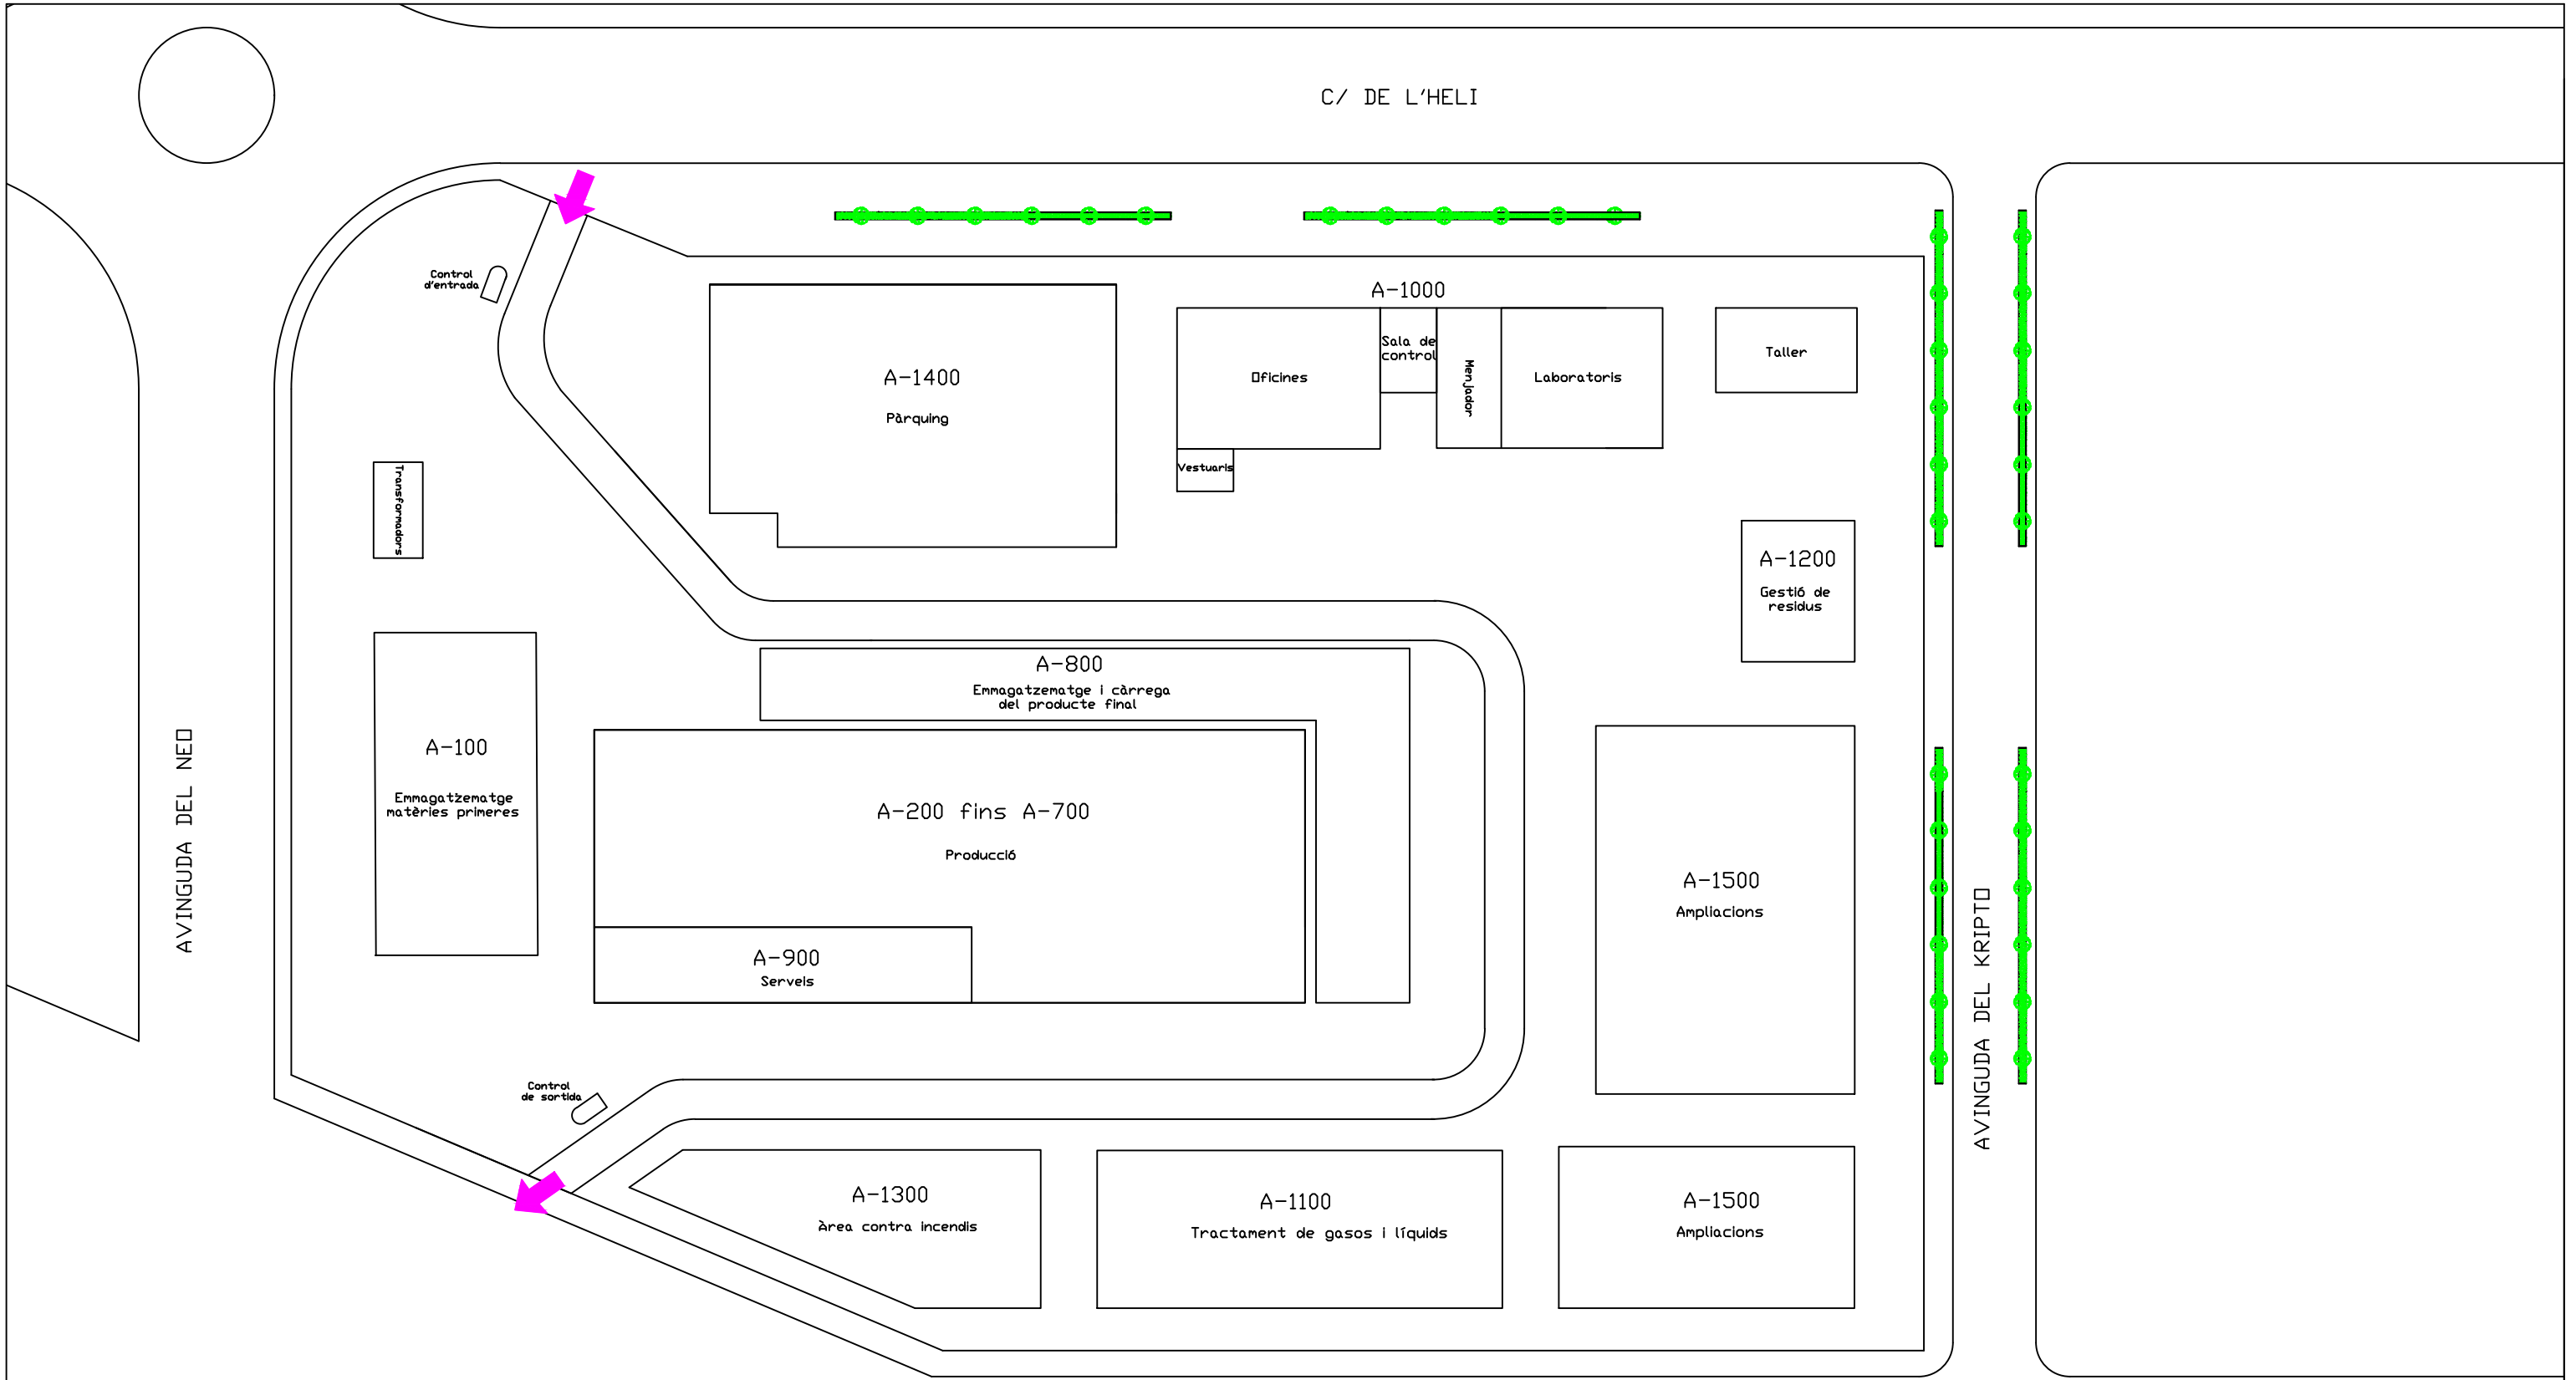 C/ DE L'HELI
Control
d'entrada
A-1000
Sala de
control
Oficines
Menjador
Laboratoris
Taller
A-1400
Pàrquing
Vestuaris
Transformadors
A-1200
Gestió de
residus
A-800
Emmagatzematge i càrrega
del producte final
A-100
Emmagatzematge
matèries primeres
A-200 fins A-700
Producció
A-900
Serveis
A-1500
Ampliacions
AVINGUDA DEL NEO
AVINGUDA DEL KRIPTO
Control
de sortida
A-1300
Àrea contra incendis
A-1100
Tractament de gasos i líquids
A-1500
Ampliacions